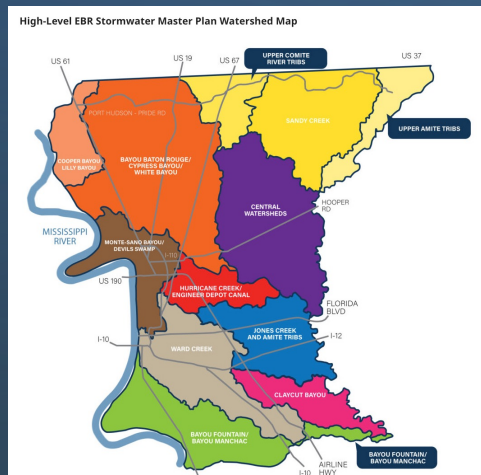 High-Level EBR Stormwater Master Plan Watershed Map
US 61
US 19
US 67
UPPER COMITE
RIVER TRIBS
US 37
PORT HUDSON - PRIDE RD
SANDY CREEK
UPPER AMITE TRIBS
COOPER BAYOU
LILLY BAYOU
BAYOU BATON ROUGE/
CYPRESS BAYOU/
WHITE BAYOU
CENTRAL
WATERSHEDS
HOOPER
RD
MISSISSIPPI
RIVER
MONTE-SANO BAYOU/
DEVILS SWAMP
I-110
US 190
HURRICANE CREEK/
ENGINEER DEPOT CANAL
FLORIDA
BLVD
I-10
JONES CREEK
AND AMITE TRIBS
I-12
WARD CREEK
CLAYCUT BAYOU
BAYOU FOUNTAIN/
BAYOU MANCHAC
BAYOU FOUNTAIN/
BAYOU MANCHAC
AIRLINE
HWY
I-10